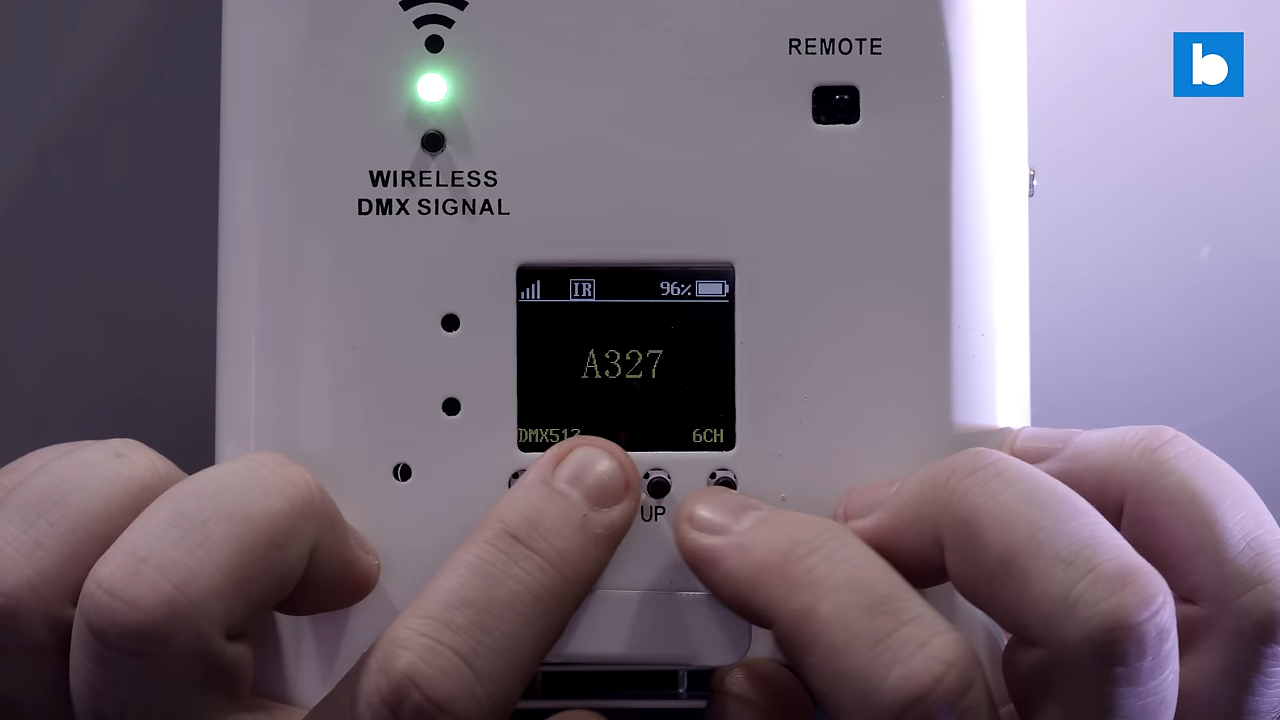 REMOTE
b
WIRELESS
DMX SIGNAL
IR
96%
A327
DMX512
6CH
UP